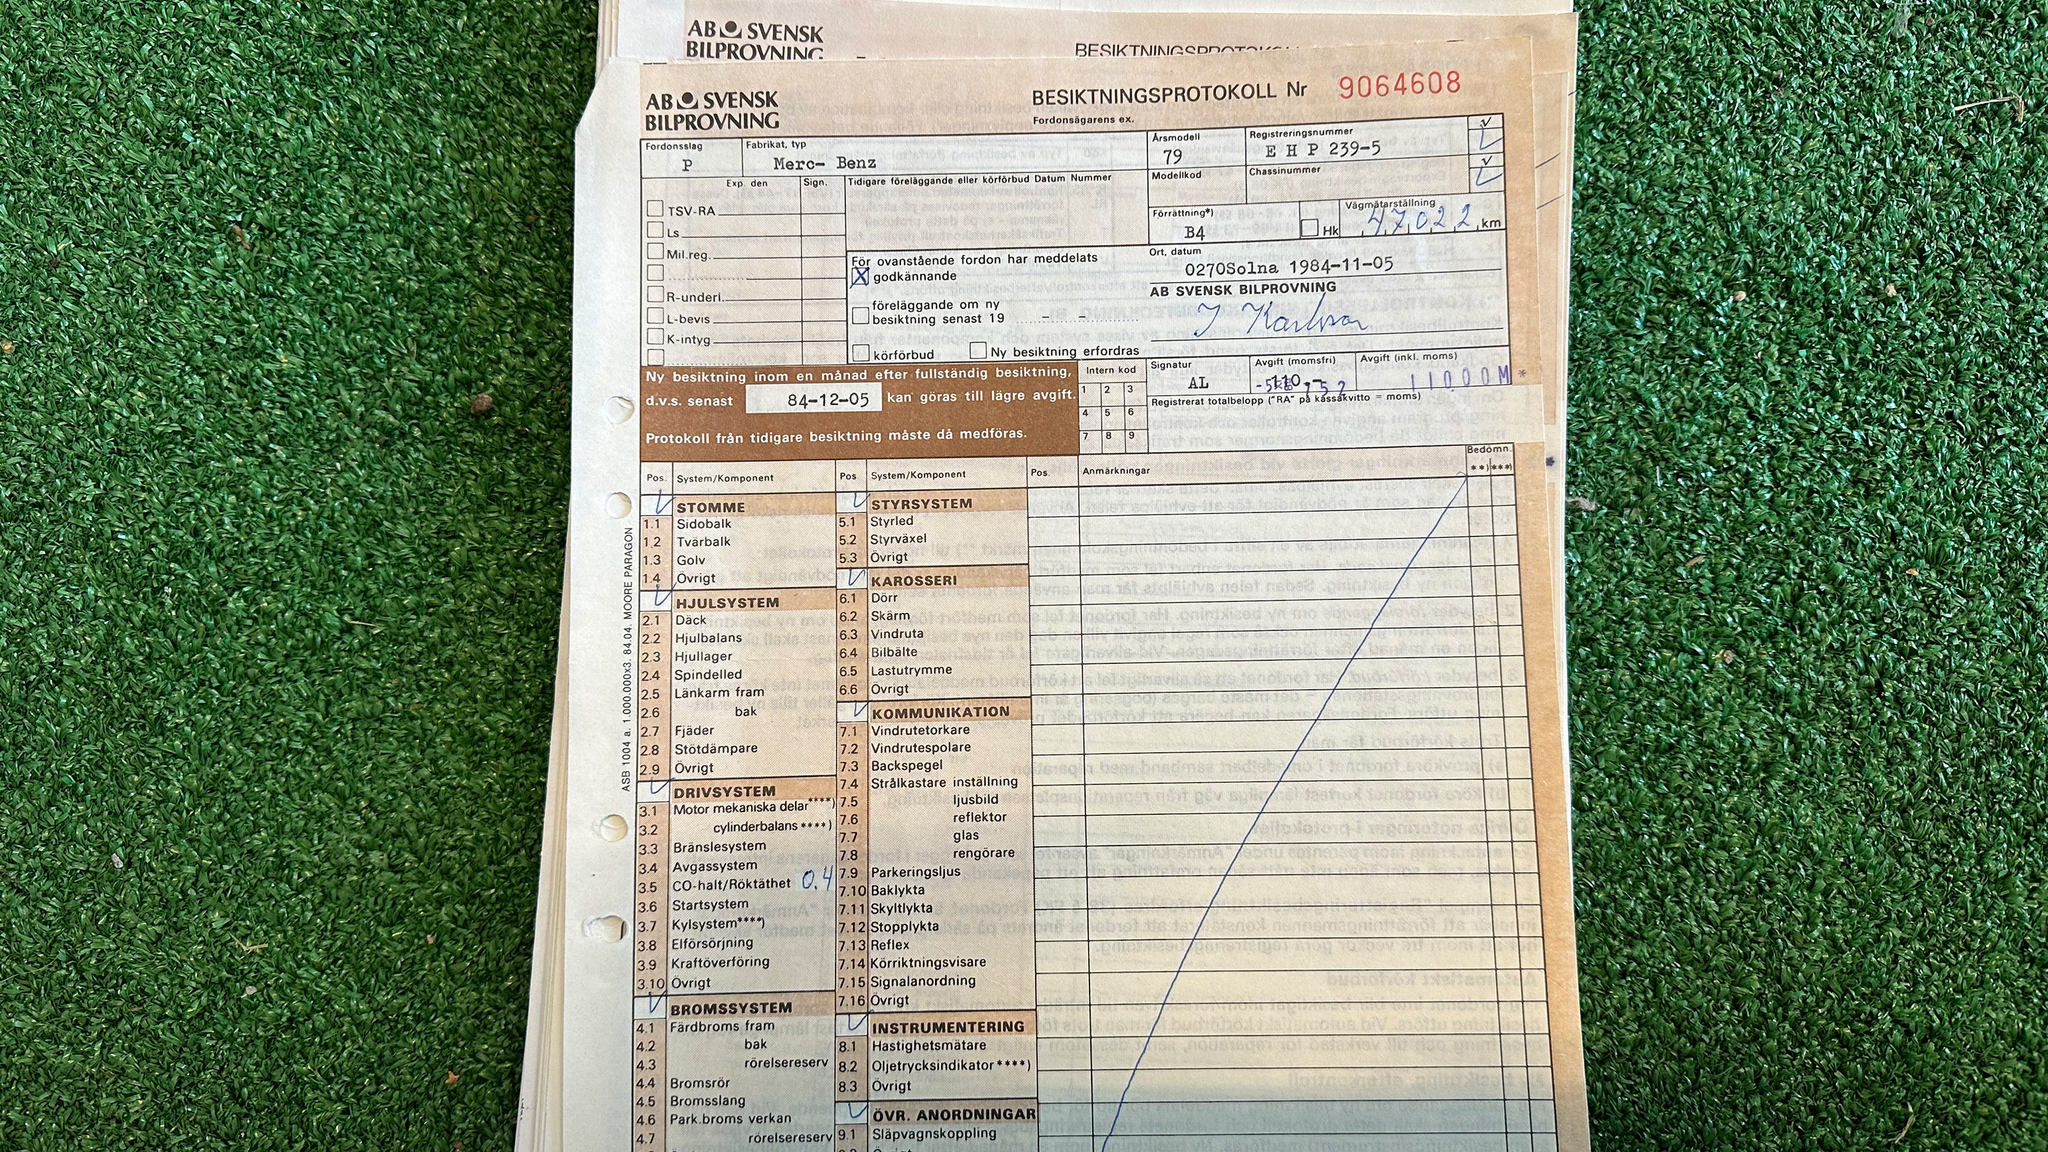 AB SVENSK
BILPROVNING
AB SVENSK
BILPROVNING
BESIKTNINGSPROTOKOLL Nr 9064608
Fordonsägarens ex.
Fordonsslag
P
Fabrikat, typ
Merc- Benz
Årsmodell
79
Registreringsnummer
E H P 239-5
Modellkod
Chassinummer
Exp. den Sign.
TSV-RA
Ls
Mil.reg.
R-underl.
L-bevis
K-intyg
Tidigare föreläggande eller körförbud Datum Nummer
Förrättning*)
B4
Hk
Vägmätarställning
47022 km
För ovanstående fordon har meddelats
X godkännande
föreläggande om ny
besiktning senast 19 - -
körförbud
Ny besiktning erfordras
Ort, datum
0270Solna 1984-11-05
AB SVENSK BILPROVNING
Ny besiktning inom en månad efter fullständig besiktning,
d.v.s. senast 84-12-05 kan göras till lägre avgift.
Protokoll från tidigare besiktning måste då medföras.
Intern kod
1 2 3
4 5 6
7 8 9
Signatur
AL
Avgift (momsfri)
110,-
Avgift (inkl. moms)
11000M*
Registrerat totalbelopp ("RA" på kassakvitto = moms)
Pos. System/Komponent
STOMME
1.1 Sidobalk
1.2 Tvärbalk
1.3 Golv
1.4 Övrigt
HJULSYSTEM
2.1 Däck
2.2 Hjulbalans
2.3 Hjullager
2.4 Spindelled
2.5 Länkarm fram
2.6 bak
2.7 Fjäder
2.8 Stötdämpare
2.9 Övrigt
DRIVSYSTEM
3.1 Motor mekaniska delar****)
3.2 cylinderbalans ****)
3.3 Bränslesystem
3.4 Avgassystem
3.5 CO-halt/Röktäthet 0.4
3.6 Startsystem
3.7 Kylsystem****)
3.8 Elförsörjning
3.9 Kraftöverföring
3.10 Övrigt
BROMSSYSTEM
4.1 Färdbroms fram
4.2 bak
4.3 rörelsereserv
4.4 Bromsrör
4.5 Bromsslang
4.6 Park.broms verkan
4.7 rörelsereserv
Pos System/Komponent
STYRSYSTEM
5.1 Styrled
5.2 Styrväxel
5.3 Övrigt
KAROSSERI
6.1 Dörr
6.2 Skärm
6.3 Vindruta
6.4 Bilbälte
6.5 Lastutrymme
6.6 Övrigt
KOMMUNIKATION
7.1 Vindrutetorkare
7.2 Vindrutespolare
7.3 Backspegel
7.4 Strålkastare inställning
7.5 ljusbild
7.6 reflektor
7.7 glas
7.8 rengörare
7.9 Parkeringsljus
7.10 Baklykta
7.11 Skyltlykta
7.12 Stopplykta
7.13 Reflex
7.14 Körriktningsvisare
7.15 Signalanordning
7.16 Övrigt
INSTRUMENTERING
8.1 Hastighetsmätare
8.2 Oljetrycksindikator ****)
8.3 Övrigt
ÖVR. ANORDNINGAR
9.1 Släpvagnskoppling
Pos. Anmärkningar
Bedömn.
**) ***)
ASB 1004 a. 1.000.000x3. 84.04. MOORE PARAGON